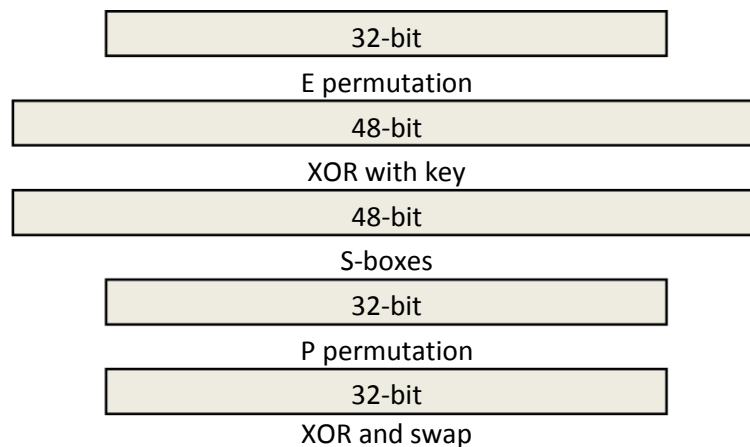 32-bit
E permutation
48-bit
XOR with key
48-bit
S-boxes
32-bit
P permutation
32-bit
XOR and swap